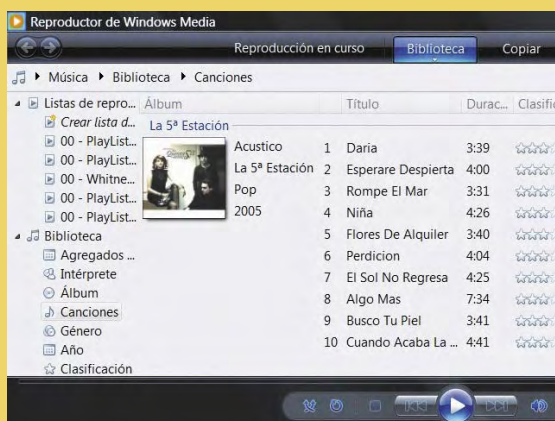 Reproductor de Windows Media
Reproducción en curso Biblioteca Copiar
Música Biblioteca Canciones
Listas de repro...
Crear lista d...
00 - PlayList...
00 - PlayList...
00 - Whitne...
00 - PlayList...
00 - PlayList...
Biblioteca
Agregados ...
Intérprete
Álbum
Canciones
Género
Año
Clasificación
Álbum Título Durac... Clasifi
La 5ª Estación
Acustico
La 5ª Estación
Pop
2005
1 Daria 3:39
2 Esperare Despierta 4:00
3 Rompe El Mar 3:31
4 Niña 4:26
5 Flores De Alquiler 3:40
6 Perdicion 4:04
7 El Sol No Regresa 4:25
8 Algo Mas 7:34
9 Busco Tu Piel 3:41
10 Cuando Acaba La ... 4:41